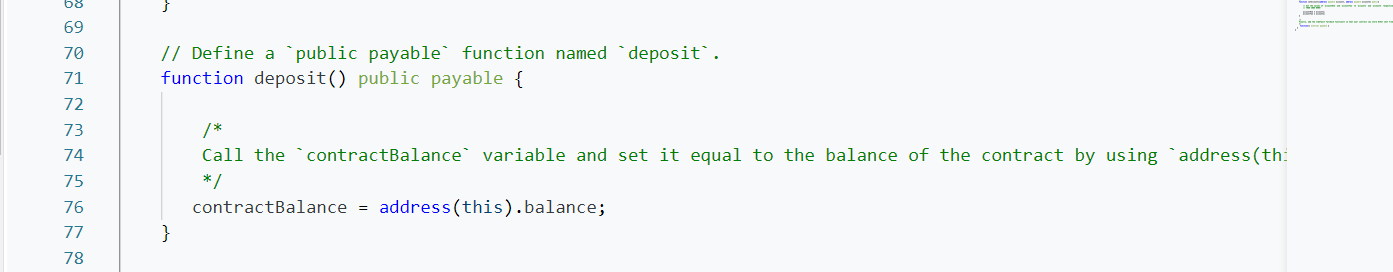 68 }
69
70 // Define a `public payable` function named `deposit`.
71 function deposit() public payable {
72
73 /*
74 Call the `contractBalance` variable and set it equal to the balance of the contract by using `address(thi
75 */
76 contractBalance = address(this).balance;
77 }
78